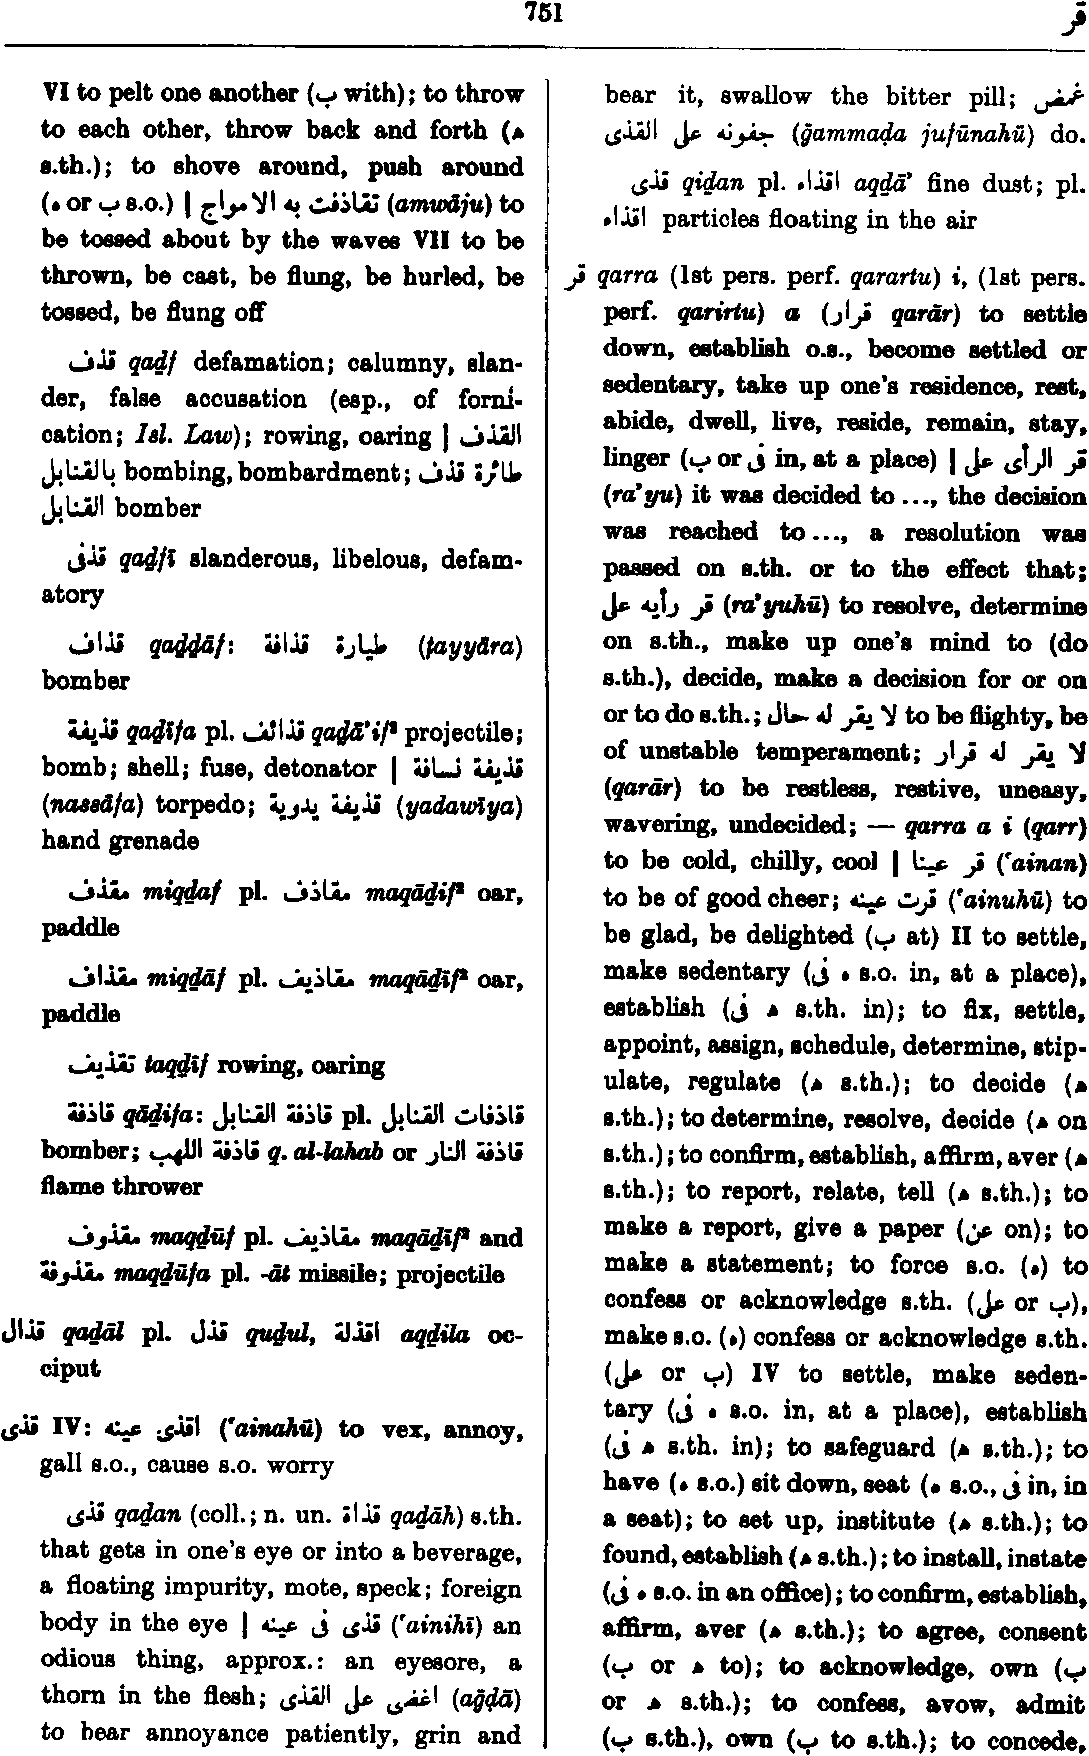 751
قر
VI to pelt one another (ب with); to throw
to each other, throw back and forth (ه
s.th.); to shove around, push around
(ه or ب s.o.) | تقاذفت به الامواج (amwāju) to
be tossed about by the waves VII to be
thrown, be cast, be flung, be hurled, be
tossed, be flung off
قذف qaḏf defamation; calumny, slan-
der, false accusation (esp., of forni-
cation; Isl. Law); rowing, oaring | القذف
بالقنابل bombing, bombardment; طائرة قذف
القنابل bomber
قذفى qaḏfī slanderous, libelous, defam-
atory
قذاف qaḏḏāf: طيارة قذافة (ṭayyāra)
bomber
قذيفة qaḏīfa pl. قذائف qaḏā'if² projectile;
bomb; shell; fuse, detonator | قذيفة نسافة
(nassāfa) torpedo; قذيفة يدوية (yadawīya)
hand grenade
مقذف miqḏaf pl. مقاذف maqāḏif² oar,
paddle
مقذاف miqḏāf pl. مقاذيف maqāḏīf² oar,
paddle
تقذيف taqḏīf rowing, oaring
قاذفة qāḏifa: قاذفة القنابل pl. قاذفات القنابل
bomber; قاذفة اللهب q. al-lahab or قاذفة النار
flame thrower
مقذوف maqḏūf pl. مقاذيف maqāḏīf² and
مقذوفة maqḏūfa pl. -āt missile; projectile
قذال qaḏāl pl. قذل quḏul, اقذلة aqḏila oc-
ciput
قذى IV: اقذى عينه ('ainahū) to vex, annoy,
gall s.o., cause s.o. worry
قذى qaḏan (coll.; n. un. قذاة qaḏāh) s.th.
that gets in one's eye or into a beverage,
a floating impurity, mote, speck; foreign
body in the eye | قذى فى عينه ('ainihī) an
odious thing, approx.: an eyesore, a
thorn in the flesh; اغضى على القذى (aḡḍā)
to bear annoyance patiently, grin and
bear it, swallow the bitter pill; غمض
جفونه على القذى (ḡammaḍa jufūnahū) do.
قذى qiḏan pl. اقذاء aqḏā' fine dust; pl.
اقذاء particles floating in the air
قر qarra (1st pers. perf. qarartu) i, (1st pers.
perf. qarirtu) a (قرار qarār) to settle
down, establish o.s., become settled or
sedentary, take up one's residence, rest,
abide, dwell, live, reside, remain, stay,
linger (ب or فى in, at a place) | قر الرأى على
(ra'yu) it was decided to ..., the decision
was reached to ..., a resolution was
passed on s.th. or to the effect that;
قر رأيه على (ra'yuhū) to resolve, determine
on s.th., make up one's mind to (do
s.th.), decide, make a decision for or on
or to do s.th.; لا يقر له حال to be flighty, be
of unstable temperament; لا يقر له قرار
(qarār) to be restless, restive, uneasy,
wavering, undecided; — qarra a i (qarr)
to be cold, chilly, cool | قر عينا ('ainan)
to be of good cheer; قرت عينه ('ainuhū) to
be glad, be delighted (ب at) II to settle,
make sedentary (ه فى s.o. in, at a place),
establish (ه فى s.th. in); to fix, settle,
appoint, assign, schedule, determine, stip-
ulate, regulate (ه s.th.); to decide (ه
s.th.); to determine, resolve, decide (ه on
s.th.); to confirm, establish, affirm, aver (ه
s.th.); to report, relate, tell (ه s.th.); to
make a report, give a paper (عن on); to
make a statement; to force s.o. (ه) to
confess or acknowledge s.th. (على or ب),
make s.o. (ه) confess or acknowledge s.th.
(على or ب) IV to settle, make seden-
tary (ه فى s.o. in, at a place), establish
(ه فى s.th. in); to safeguard (ه s.th.); to
have (ه s.o.) sit down, seat (ه s.o., فى in, in
a seat); to set up, institute (ه s.th.); to
found, establish (ه s.th.); to install, instate
(ه فى s.o. in an office); to confirm, establish,
affirm, aver (ه s.th.); to agree, consent
(ب or ه to); to acknowledge, own (ب
or ه s.th.); to confess, avow, admit
(ب s.th.), own (ب to s.th.); to concede,